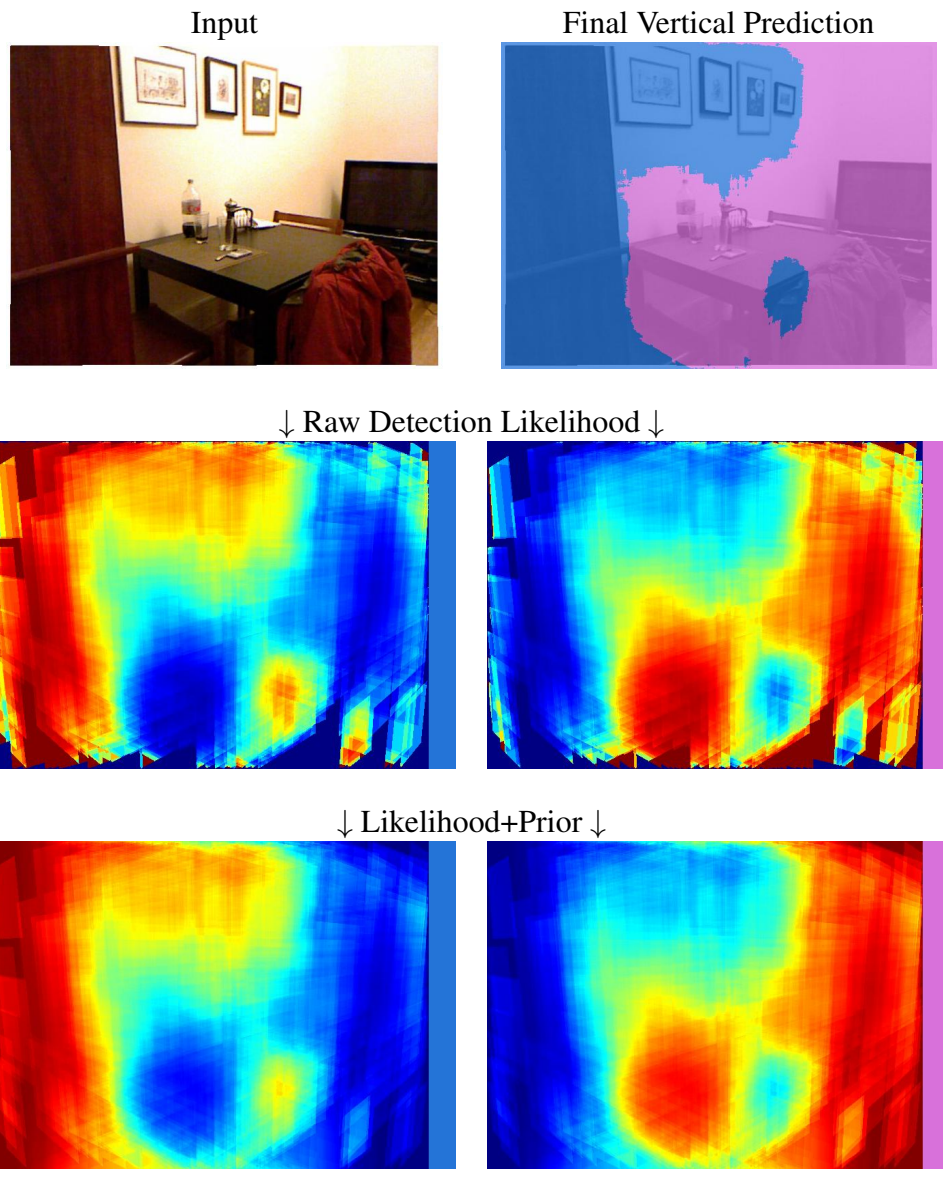 Input
Final Vertical Prediction
↓ Raw Detection Likelihood ↓
↓ Likelihood+Prior ↓